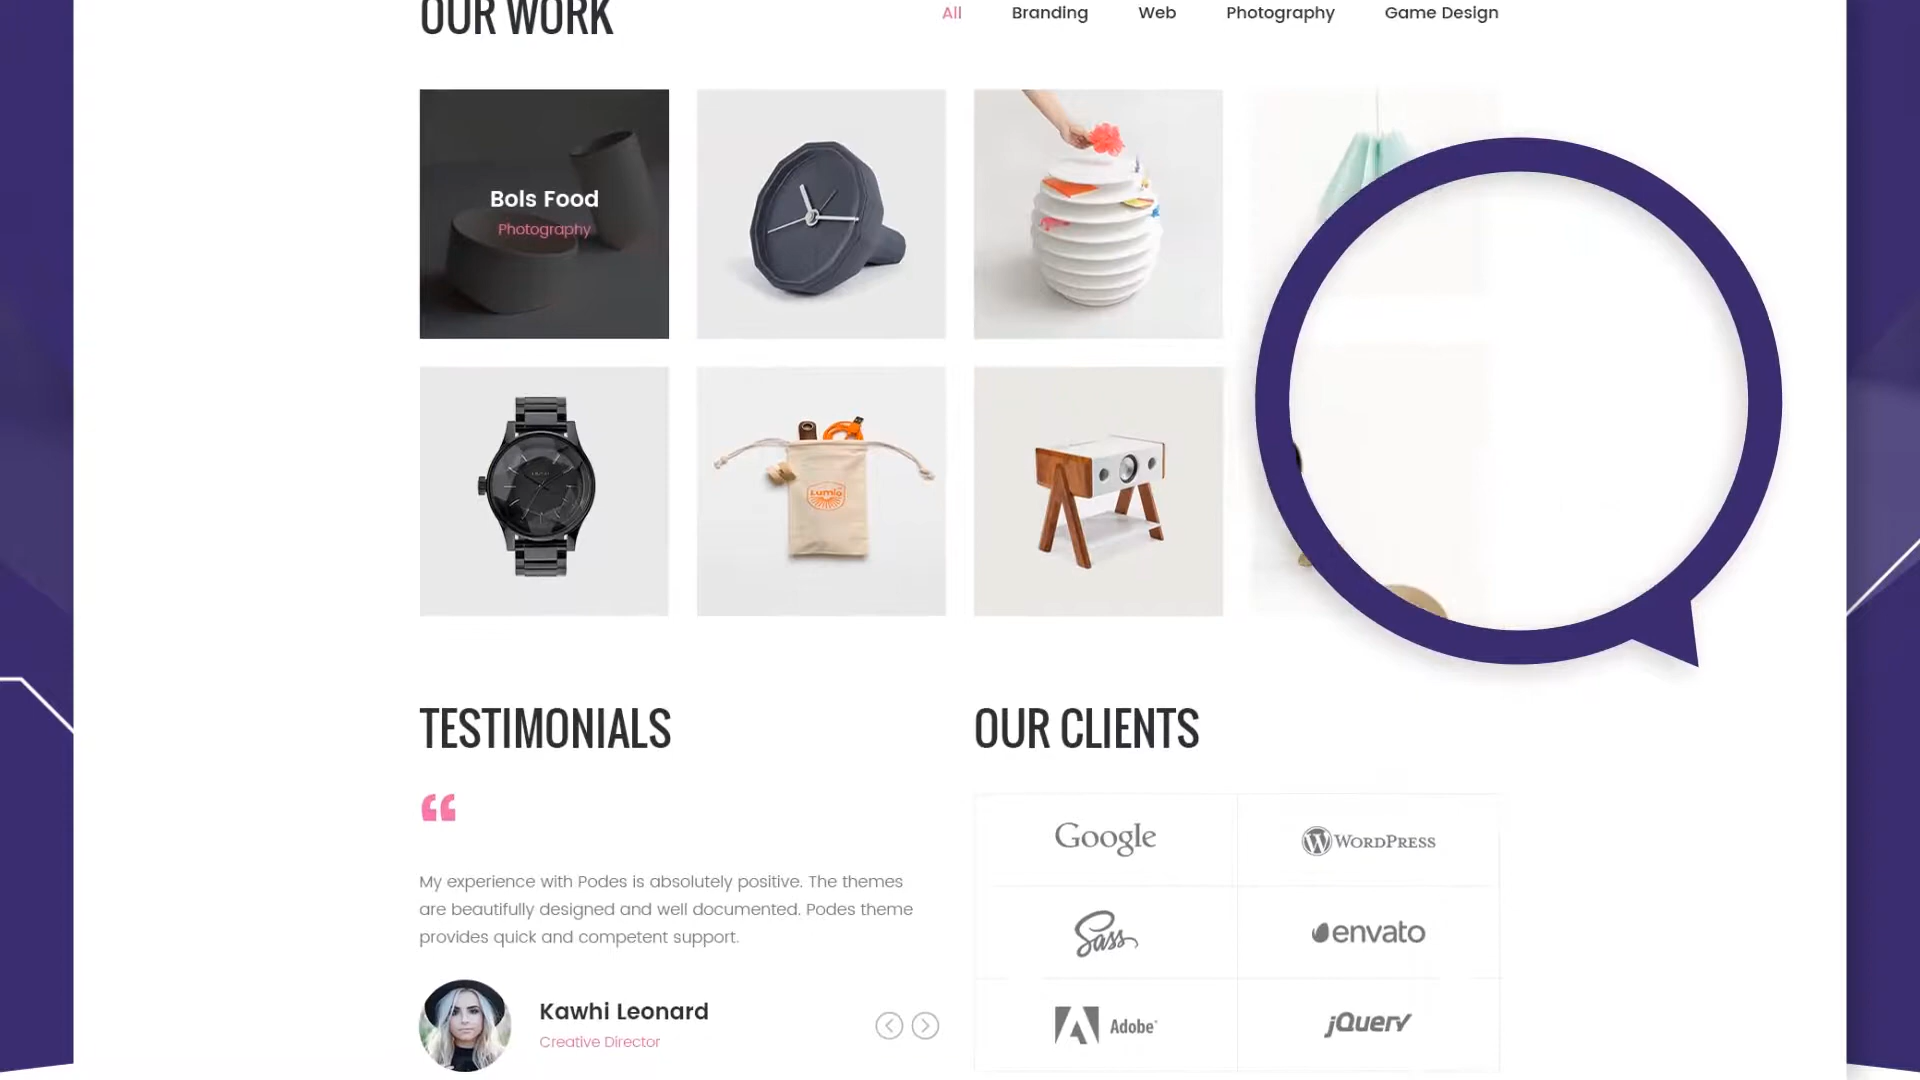 OUR WORK
All Branding Web Photography Game Design
Bols Food
Photography
Lumio
TESTIMONIALS
OUR CLIENTS
“
My experience with Podes is absolutely positive. The themes
are beautifully designed and well documented. Podes theme
provides quick and competent support.
Kawhi Leonard
Creative Director
Google
WORDPRESS
Sass
envato
Adobe
jQuery